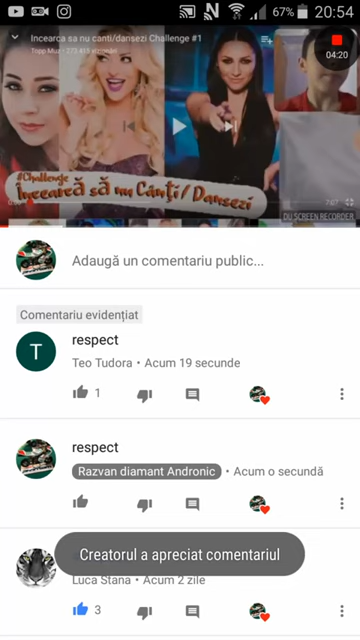 67% 20:54
Incearca sa nu canti/dansezi Challenge #1
04:20
#Challenge
Încearcă să nu Cânți/Dansezi
DU SCREEN RECORDER
Adaugă un comentariu public...
Comentariu evidențiat
T
respect
Teo Tudora • Acum 19 secunde
1
respect
Razvan diamant Andronic • Acum o secundă
Creatorul a apreciat comentariul
Luca Stana • Acum 2 zile
3